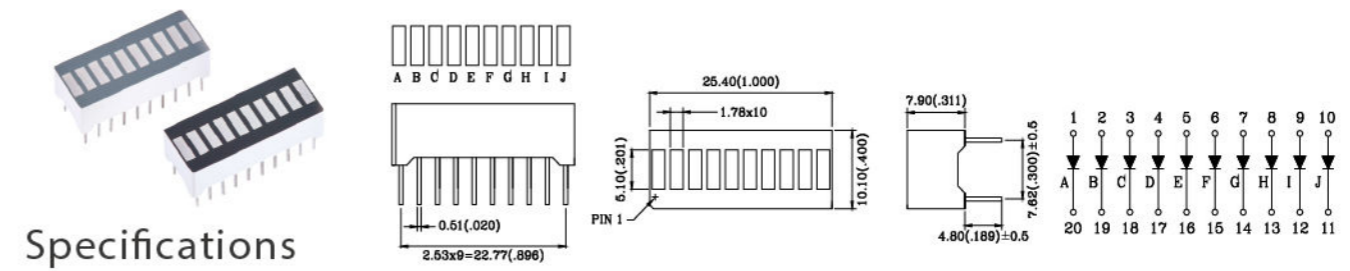 A B C D E F G H I J
0.51(.020)
2.53x9=22.77(.896)
25.40(1.000)
1.78x10
5.10(.201)
10.10(.400)
PIN 1
7.90(.311)
7.62(.300)±0.5
4.80(.189)±0.5
1 2 3 4 5 6 7 8 9 10
A B C D E F G H I J
20 19 18 17 16 15 14 13 12 11
Specifications